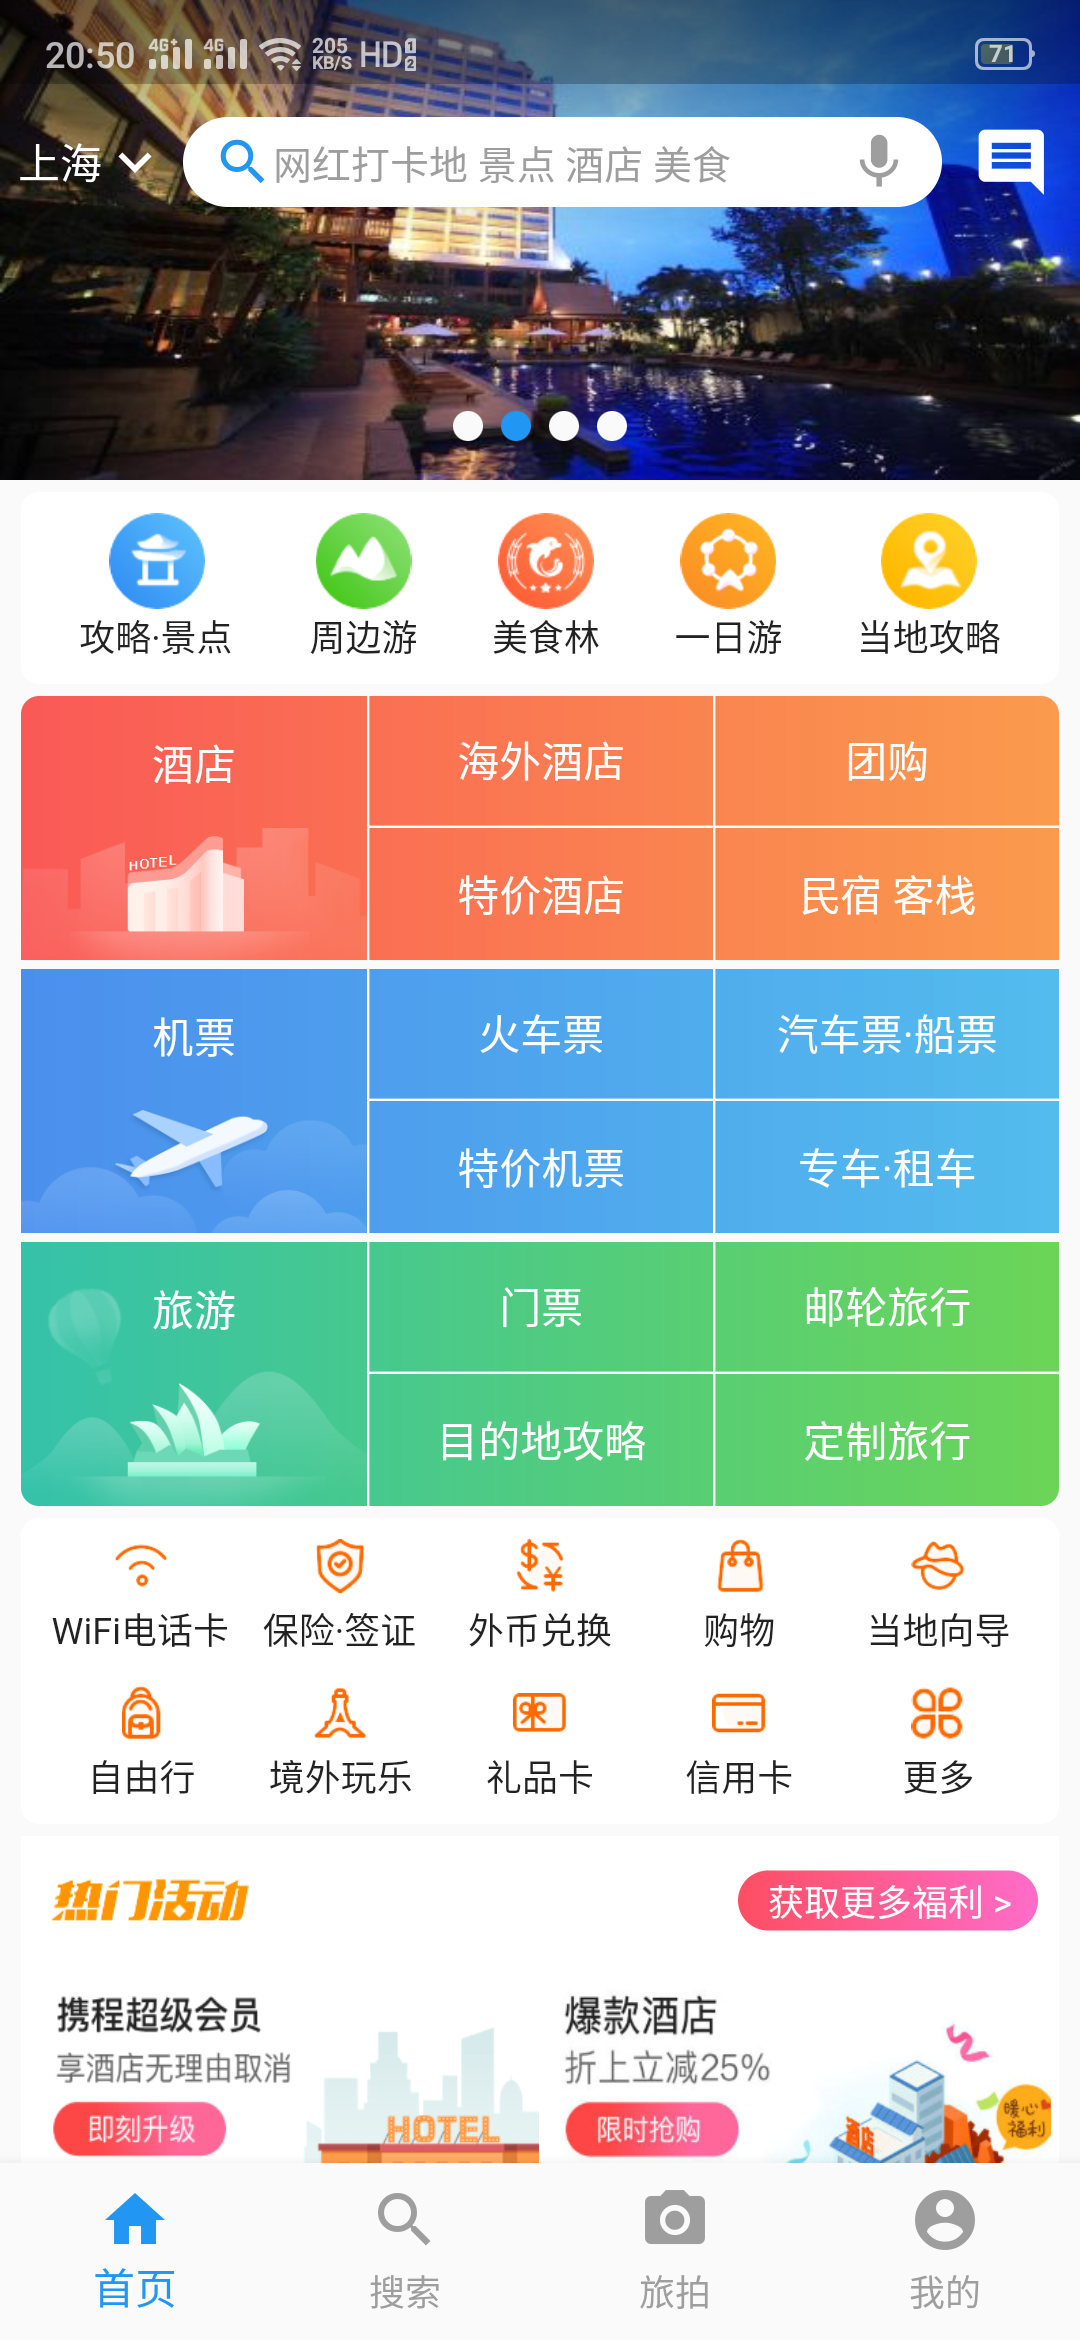 20:50 4G+ 4G 205 KB/S HD 1 2 71
上海 网红打卡地 景点 酒店 美食
攻略·景点 周边游 美食林 一日游 当地攻略
酒店 海外酒店 团购
HOTEL 特价酒店 民宿 客栈
机票 火车票 汽车票·船票
特价机票 专车·租车
旅游 门票 邮轮旅行
目的地攻略 定制旅行
WiFi电话卡 保险·签证 外币兑换 购物 当地向导
自由行 境外玩乐 礼品卡 信用卡 更多
热门活动 获取更多福利 >
携程超级会员 爆款酒店
享酒店无理由取消 折上立减25%
即刻升级 HOTEL 限时抢购 酒店 暖心福利
首页 搜索 旅拍 我的